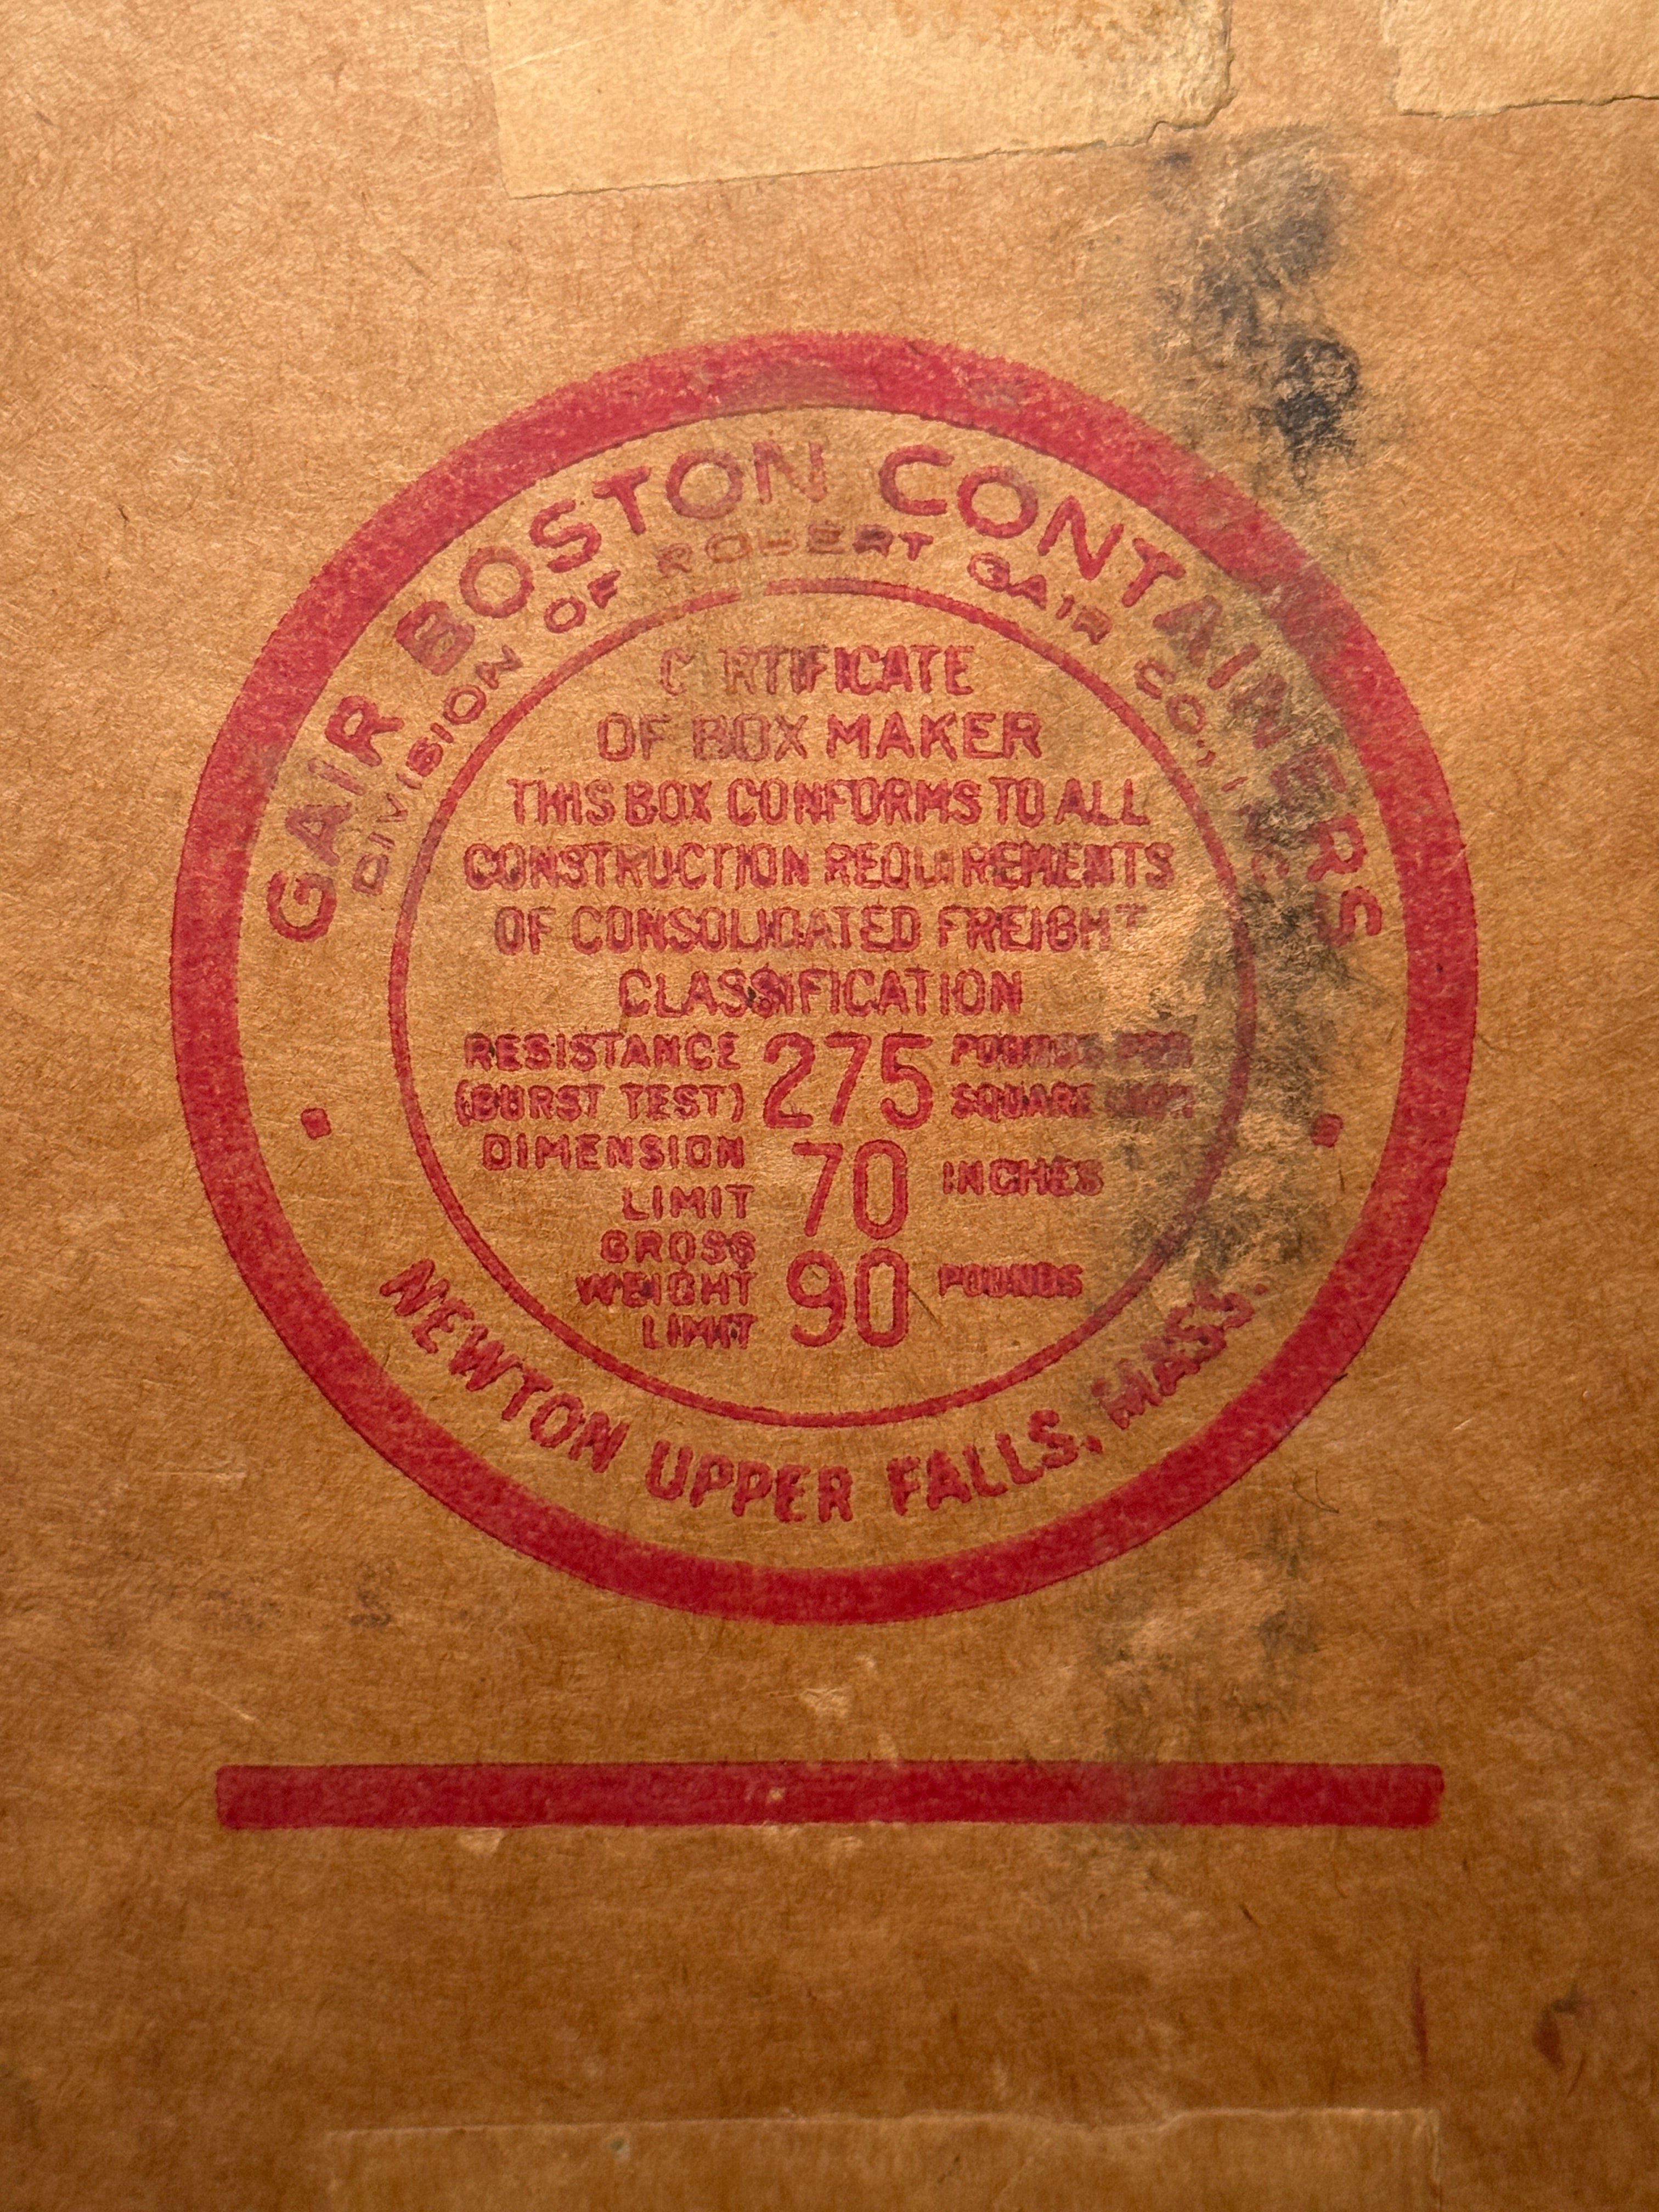 GAIR BOSTON CONTAINERS
DIVISION OF ROBERT GAIR CO., INC.
CERTIFICATE
OF BOX MAKER
THIS BOX CONFORMS TO ALL
CONSTRUCTION REQUIREMENTS
OF CONSOLIDATED FREIGHT
CLASSIFICATION
RESISTANCE (BURST TEST) 275 POUNDS PER SQUARE INCH
DIMENSION LIMIT 70 INCHES
GROSS WEIGHT LIMIT 90 POUNDS
NEWTON UPPER FALLS, MASS.